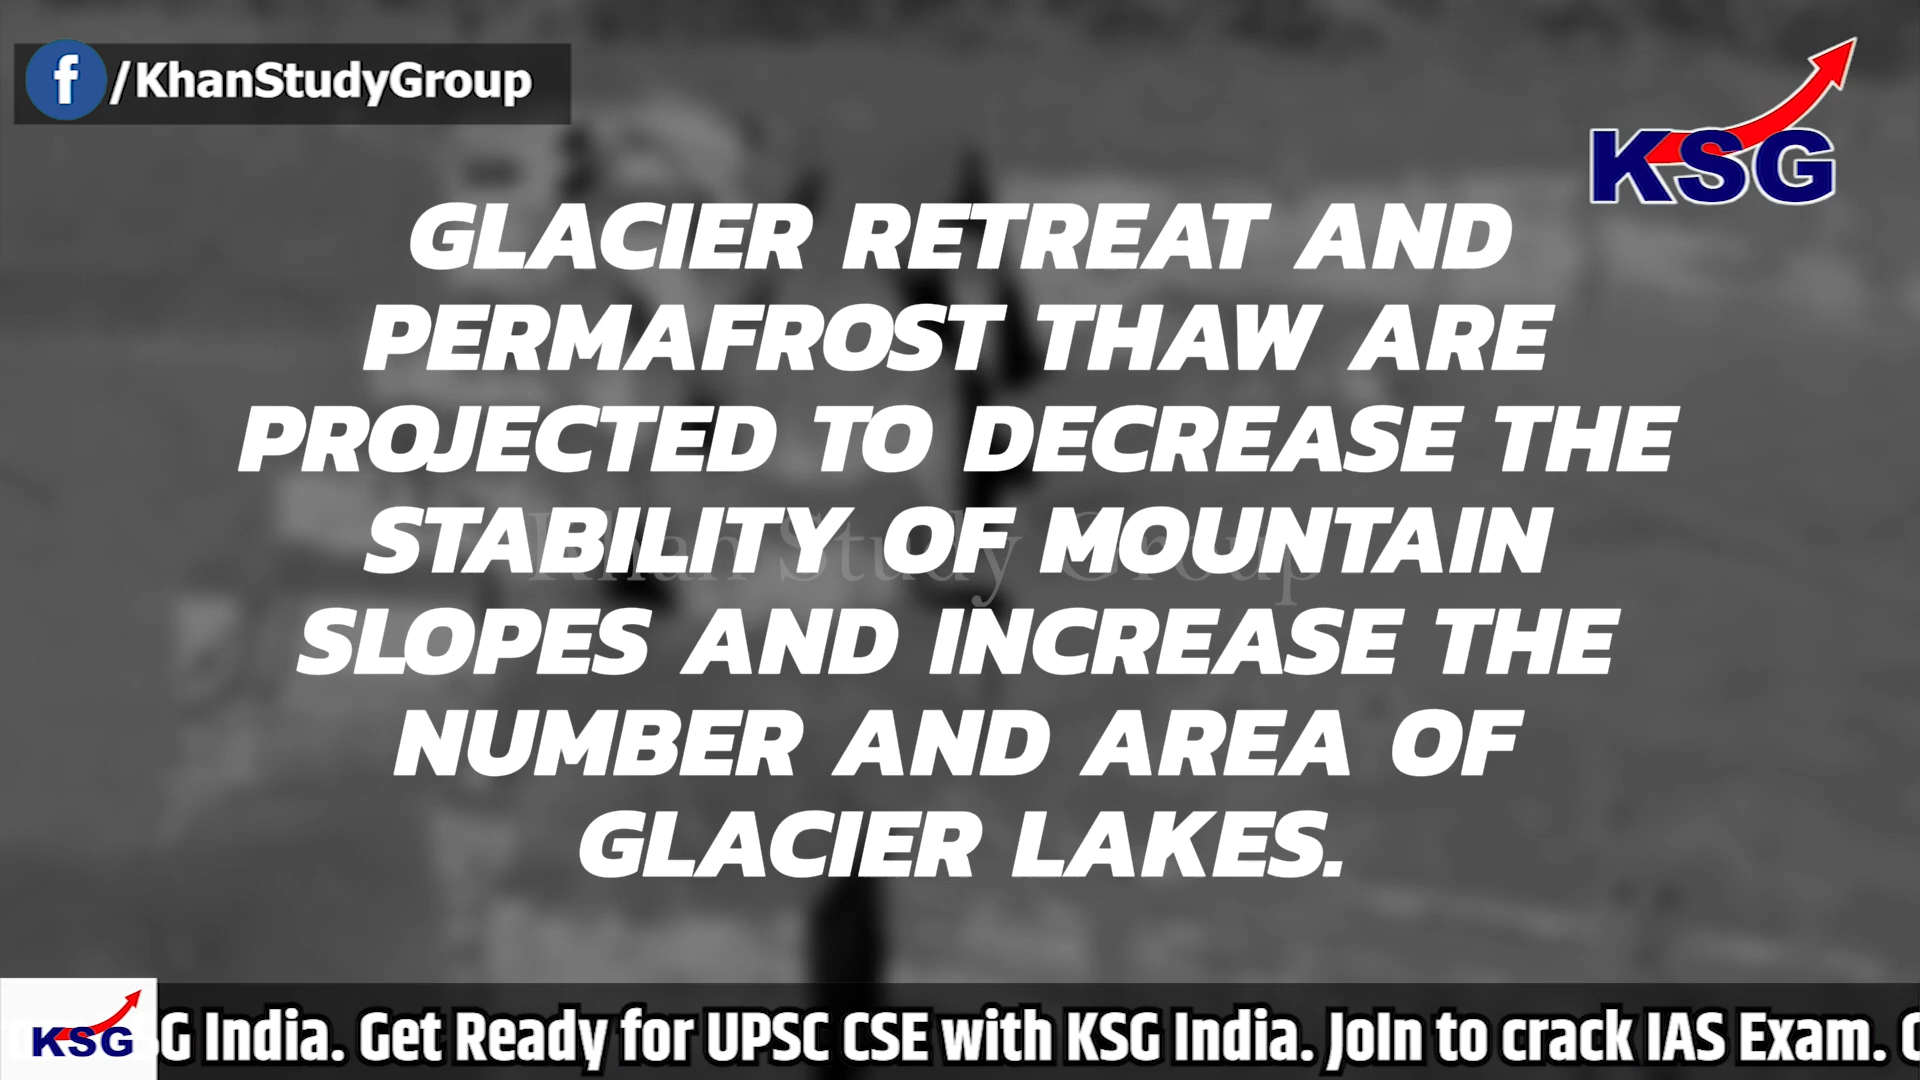 f/KhanStudyGroup
KSG
GLACIER RETREAT AND
PERMAFROST THAW ARE
PROJECTED TO DECREASE THE
STABILITY OF MOUNTAIN
Khan Study Group
SLOPES AND INCREASE THE
NUMBER AND AREA OF
GLACIER LAKES.
KSG
G India. Get Ready for UPSC CSE with KSG India. JoIn to crack IAS Exam.